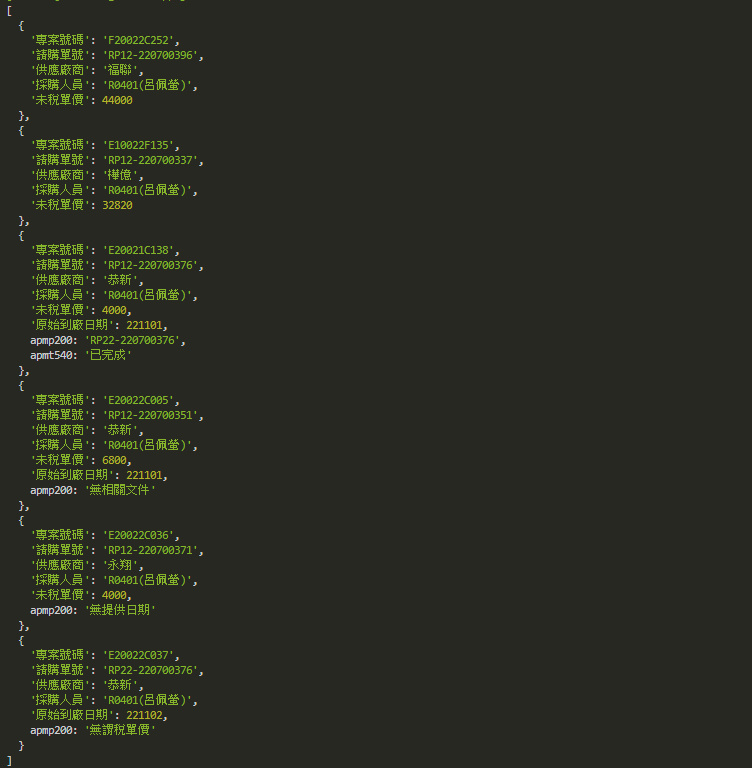 [
  {
    '專案號碼': 'F20022C252',
    '請購單號': 'RP12-220700396',
    '供應廠商': '福聯',
    '採購人員': 'R0401(呂佩螢)',
    '未稅單價': 44000
  },
  {
    '專案號碼': 'E10022F135',
    '請購單號': 'RP12-220700337',
    '供應廠商': '樺億',
    '採購人員': 'R0401(呂佩螢)',
    '未稅單價': 32820
  },
  {
    '專案號碼': 'E20021C138',
    '請購單號': 'RP12-220700376',
    '供應廠商': '恭新',
    '採購人員': 'R0401(呂佩螢)',
    '未稅單價': 4000,
    '原始到廠日期': 221101,
    apmp200: 'RP22-220700376',
    apmt540: '已完成'
  },
  {
    '專案號碼': 'E20022C005',
    '請購單號': 'RP12-220700351',
    '供應廠商': '恭新',
    '採購人員': 'R0401(呂佩螢)',
    '未稅單價': 6800,
    '原始到廠日期': 221101,
    apmp200: '無相關文件'
  },
  {
    '專案號碼': 'E20022C036',
    '請購單號': 'RP12-220700371',
    '供應廠商': '永翔',
    '採購人員': 'R0401(呂佩螢)',
    '未稅單價': 4000,
    apmp200: '無提供日期'
  },
  {
    '專案號碼': 'E20022C037',
    '請購單號': 'RP22-220700376',
    '供應廠商': '恭新',
    '採購人員': 'R0401(呂佩螢)',
    '原始到廠日期': 221102,
    apmp200: '無謂稅單價'
  }
]